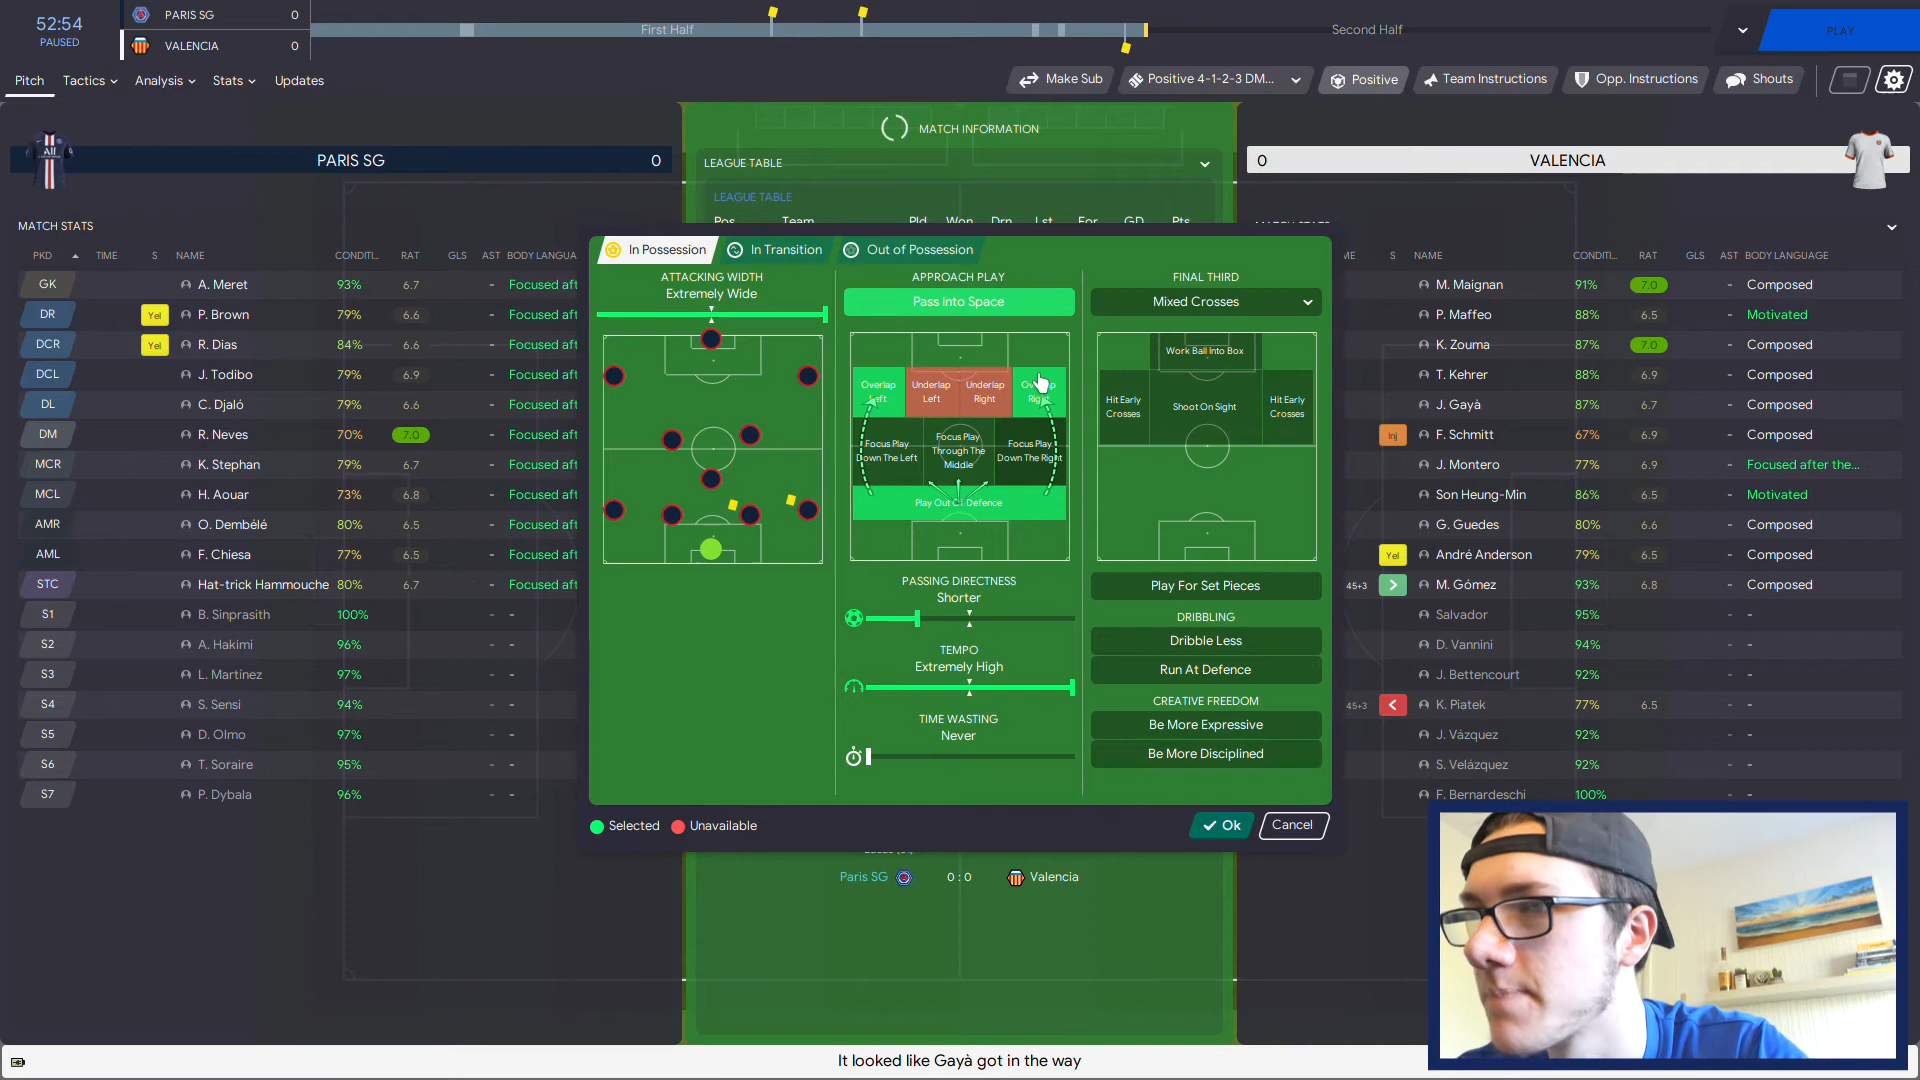 52:54
PAUSED
PARIS SG 0
VALENCIA 0
First Half
Second Half
PLAY
Pitch Tactics Analysis Stats Updates
Make Sub Positive 4-1-2-3 DM... Positive Team Instructions Opp. Instructions Shouts
MATCH INFORMATION
PARIS SG 0
0 VALENCIA
LEAGUE TABLE
LEAGUE TABLE
Pos Team Pld Won Drn Lst For GD Pts
MATCH STATS
PKD TIME S NAME CONDITI... RAT GLS AST BODY LANGUA
GK A. Meret 93% 6.7 - Focused aft
DR Yel P. Brown 79% 6.6 - Focused aft
DCR Yel R. Dias 84% 6.6 - Focused aft
DCL J. Todibo 79% 6.9 - Focused aft
DL C. Djaló 79% 6.6 - Focused aft
DM R. Neves 70% 7.0 - Focused aft
MCR K. Stephan 79% 6.7 - Focused aft
MCL H. Aouar 73% 6.8 - Focused aft
AMR O. Dembélé 80% 6.5 - Focused aft
AML F. Chiesa 77% 6.5 - Focused aft
STC Hat-trick Hammouche 80% 6.7 - Focused aft
S1 B. Sinprasith 100% - -
S2 A. Hakimi 96% - -
S3 L. Martínez 97% - -
S4 S. Sensi 94% - -
S5 D. Olmo 97% - -
S6 T. Soraire 95% - -
S7 P. Dybala 96% - -
In Possession In Transition Out of Possession
ATTACKING WIDTH
Extremely Wide
APPROACH PLAY
Pass Into Space
Overlap Left
Underlap Left
Underlap Right
Overlap Right
Focus Play Down The Left
Focus Play Through The Middle
Focus Play Down The Right
Play Out Of Defence
PASSING DIRECTNESS
Shorter
TEMPO
Extremely High
TIME WASTING
Never
FINAL THIRD
Mixed Crosses
Work Ball Into Box
Hit Early Crosses
Shoot On Sight
Hit Early Crosses
Play For Set Pieces
DRIBBLING
Dribble Less
Run At Defence
CREATIVE FREEDOM
Be More Expressive
Be More Disciplined
Selected Unavailable
Ok Cancel
ME S NAME CONDITI... RAT GLS AST BODY LANGUAGE
M. Maignan 91% 7.0 - Composed
P. Maffeo 88% 6.5 - Motivated
K. Zouma 87% 7.0 - Composed
T. Kehrer 88% 6.9 - Composed
J. Gayà 87% 6.7 - Composed
Inj F. Schmitt 67% 6.9 - Composed
J. Montero 77% 6.9 - Focused after the...
Son Heung-Min 86% 6.5 - Motivated
G. Guedes 80% 6.6 - Composed
Yel André Anderson 79% 6.5 - Composed
45+3 M. Gómez 93% 6.8 - Composed
Salvador 95% - -
D. Vannini 94% - -
J. Bettencourt 92% - -
45+3 K. Piatek 77% 6.5 - -
J. Vázquez 92% - -
S. Velázquez 92% - -
F. Bernardeschi 100% - -
Paris SG 0 : 0 Valencia
It looked like Gayà got in the way